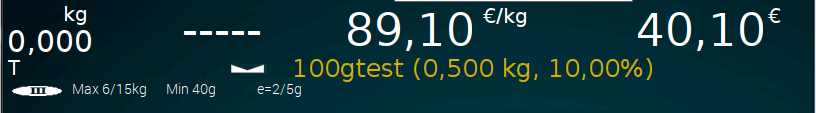 kg
0,000 ----- 89,10 €/kg 40,10 €
T
100gtest (0,500 kg, 10,00%)
III Max 6/15kg Min 40g e=2/5g